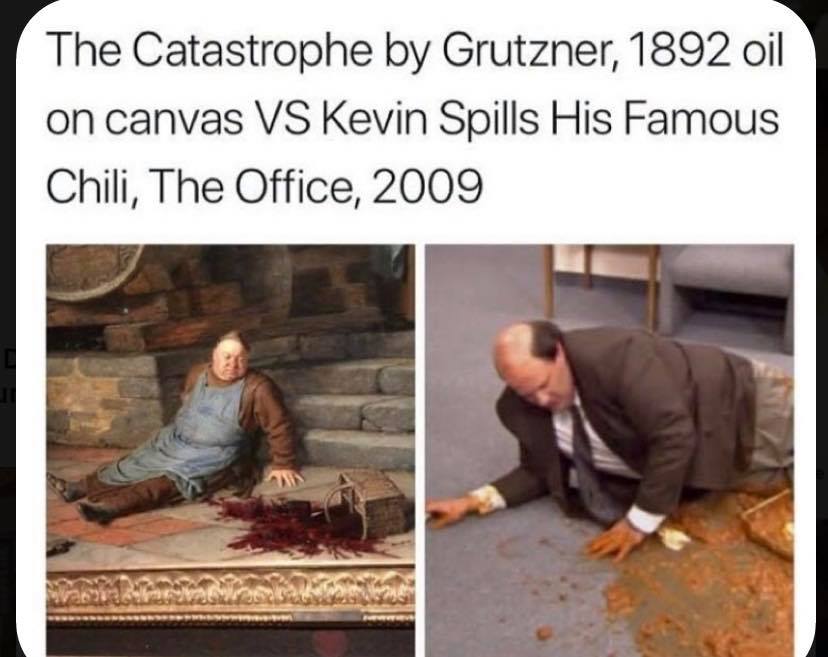 The Catastrophe by Grutzner, 1892 oil
on canvas VS Kevin Spills His Famous
Chili, The Office, 2009